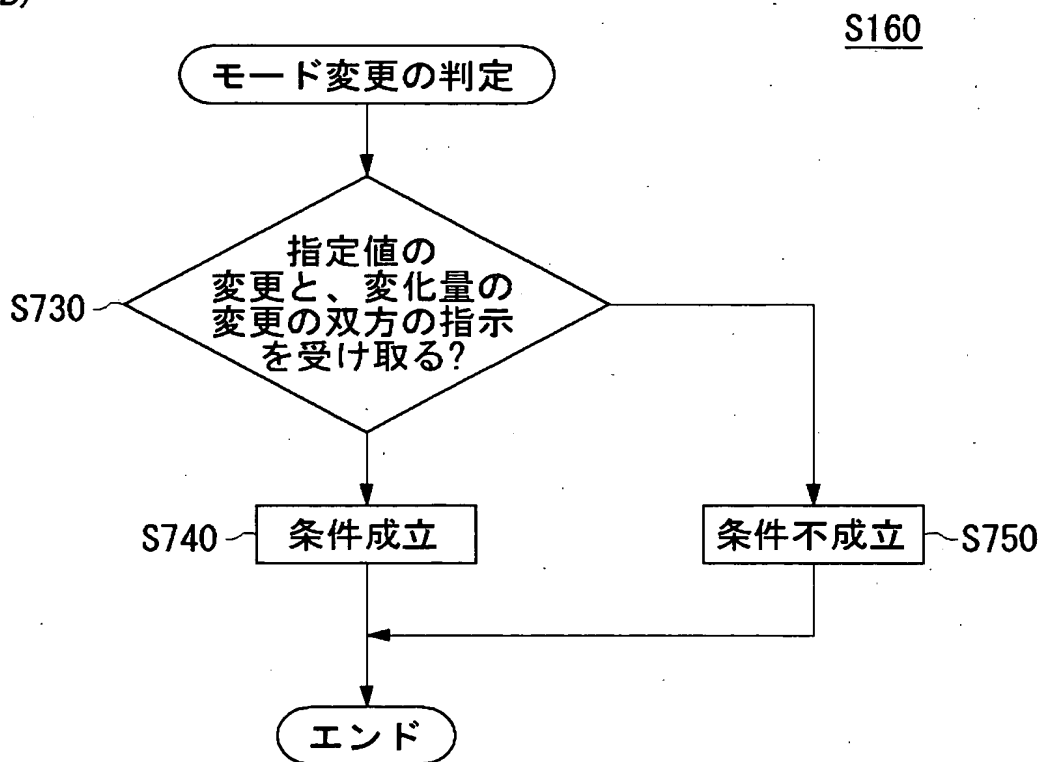 S160
モード変更の判定
指定値の
変更と、変化量の
変更の双方の指示
を受け取る?
S730
S740
条件成立
条件不成立
S750
エンド